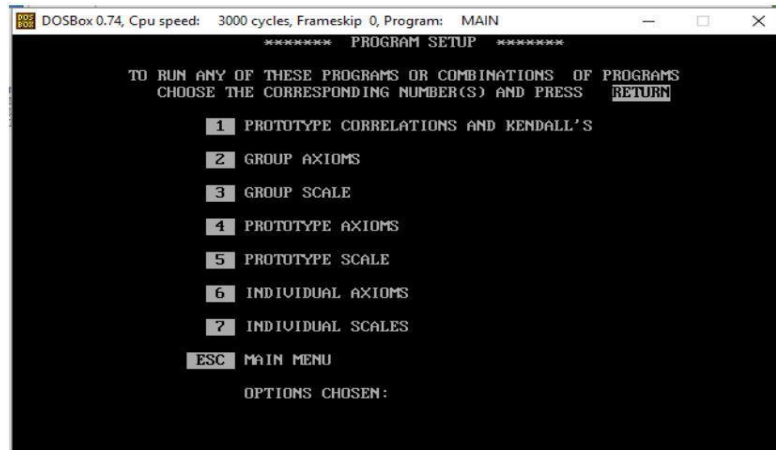 DOSBox 0.74, Cpu speed: 3000 cycles, Frameskip 0, Program: MAIN
******* PROGRAM SETUP *******
TO RUN ANY OF THESE PROGRAMS OR COMBINATIONS OF PROGRAMS
CHOOSE THE CORRESPONDING NUMBER(S) AND PRESS RETURN
1 PROTOTYPE CORRELATIONS AND KENDALL'S
2 GROUP AXIOMS
3 GROUP SCALE
4 PROTOTYPE AXIOMS
5 PROTOTYPE SCALE
6 INDIVIDUAL AXIOMS
7 INDIVIDUAL SCALES
ESC MAIN MENU
OPTIONS CHOSEN: